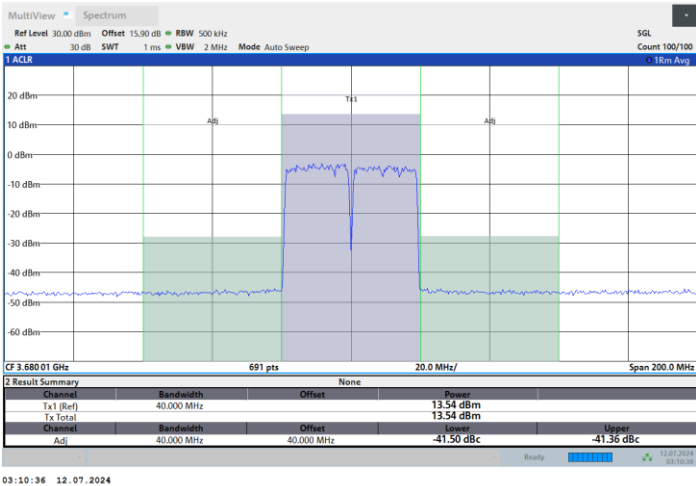 MultiView Spectrum
Ref Level 30.00 dBm Offset 15.90 dB RBW 500 kHz SGL
Att 30 dB SWT 1 ms VBW 2 MHz Mode Auto Sweep Count 100/100
1 ACLR 1Rm Avg
20 dBm
Tx1
10 dBm Adj Adj
0 dBm
-10 dBm
-20 dBm
-30 dBm
-40 dBm
-50 dBm
-60 dBm
CF 3.680 01 GHz 691 pts 20.0 MHz/ Span 200.0 MHz
2 Result Summary None
Channel Bandwidth Offset Power
Tx1 (Ref) 40.000 MHz 13.54 dBm
Tx Total 13.54 dBm
Channel Bandwidth Offset Lower Upper
Adj 40.000 MHz 40.000 MHz -41.50 dBc -41.36 dBc
Ready 12.07.2024
03:10:36
03:10:36 12.07.2024